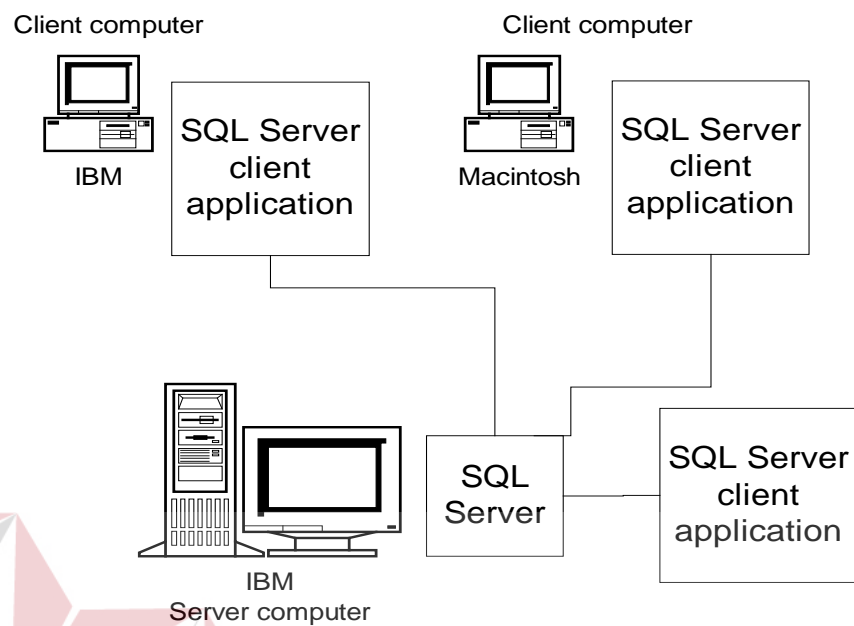 Client computer
Client computer
SQL Server
client
application
IBM
SQL Server
client
application
Macintosh
SQL
Server
SQL Server
client
application
IBM
Server computer